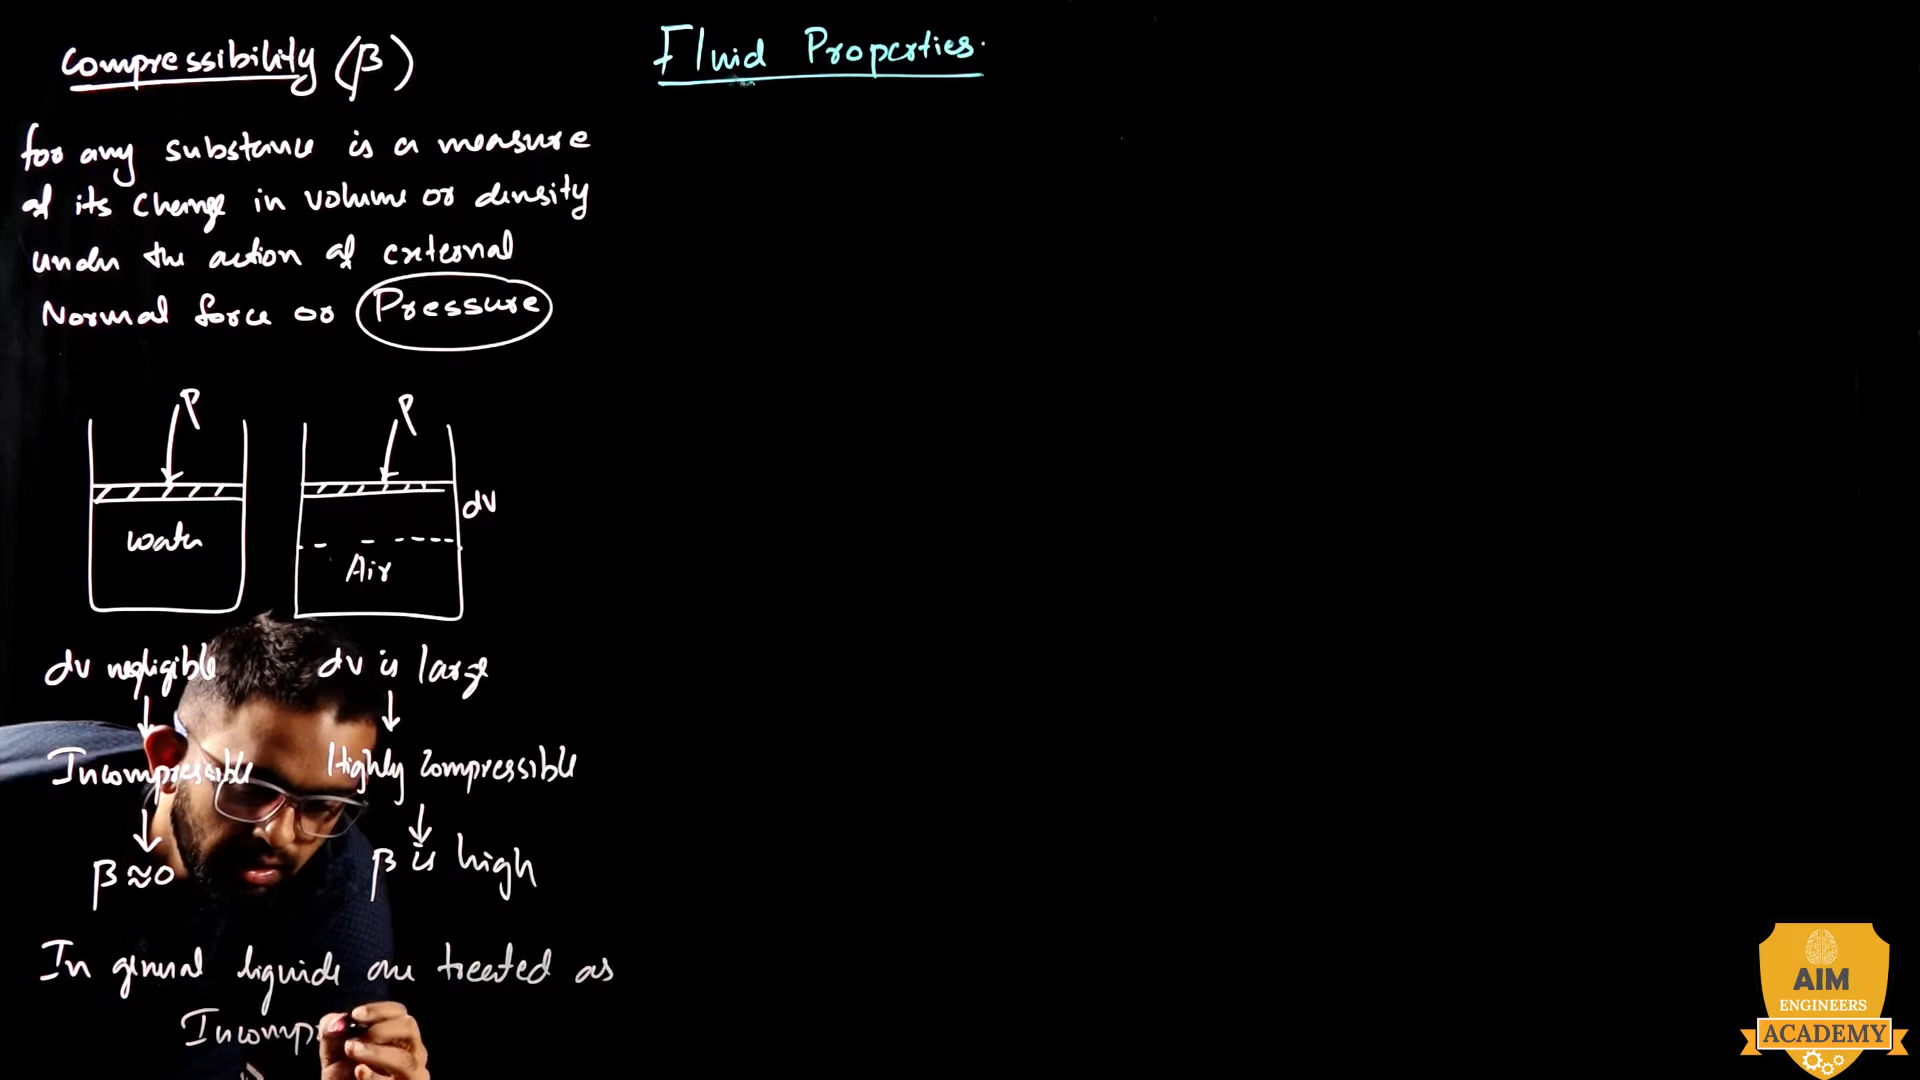 Compressibility (β)
Fluid Properties.
for any substance is a measure
of its change in volume or density
under the action of external
Normal force or Pressure
P
P
dv
Water
Air
dv negligible
dv is large
Incompressible
Highly compressible
β≈0
β is high
In general liquids are treated as
Incomp
AIM
ENGINEERS
ACADEMY